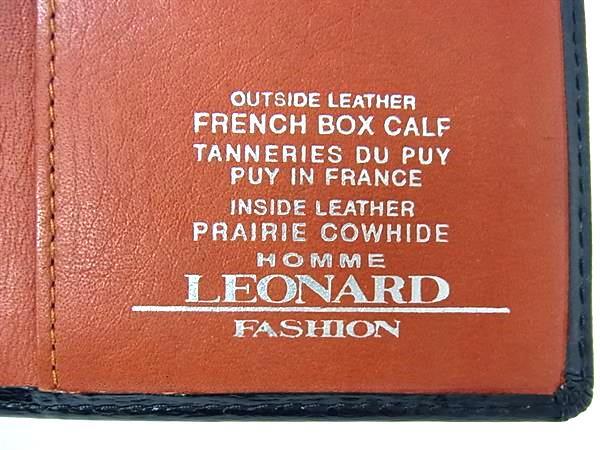 OUTSIDE LEATHER
FRENCH BOX CALF
TANNERIES DU PUY
PUY IN FRANCE
INSIDE LEATHER
PRAIRIE COWHIDE
HOMME
LEONARD
FASHION